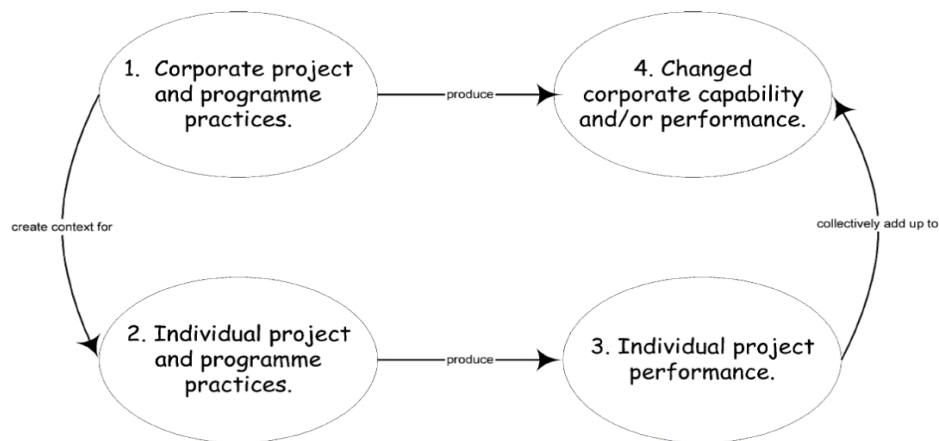 1. Corporate project
and programme
practices.
produce
4. Changed
corporate capability
and/or performance.
create context for
collectively add up to
2. Individual project
and programme
practices.
produce
3. Individual project
performance.